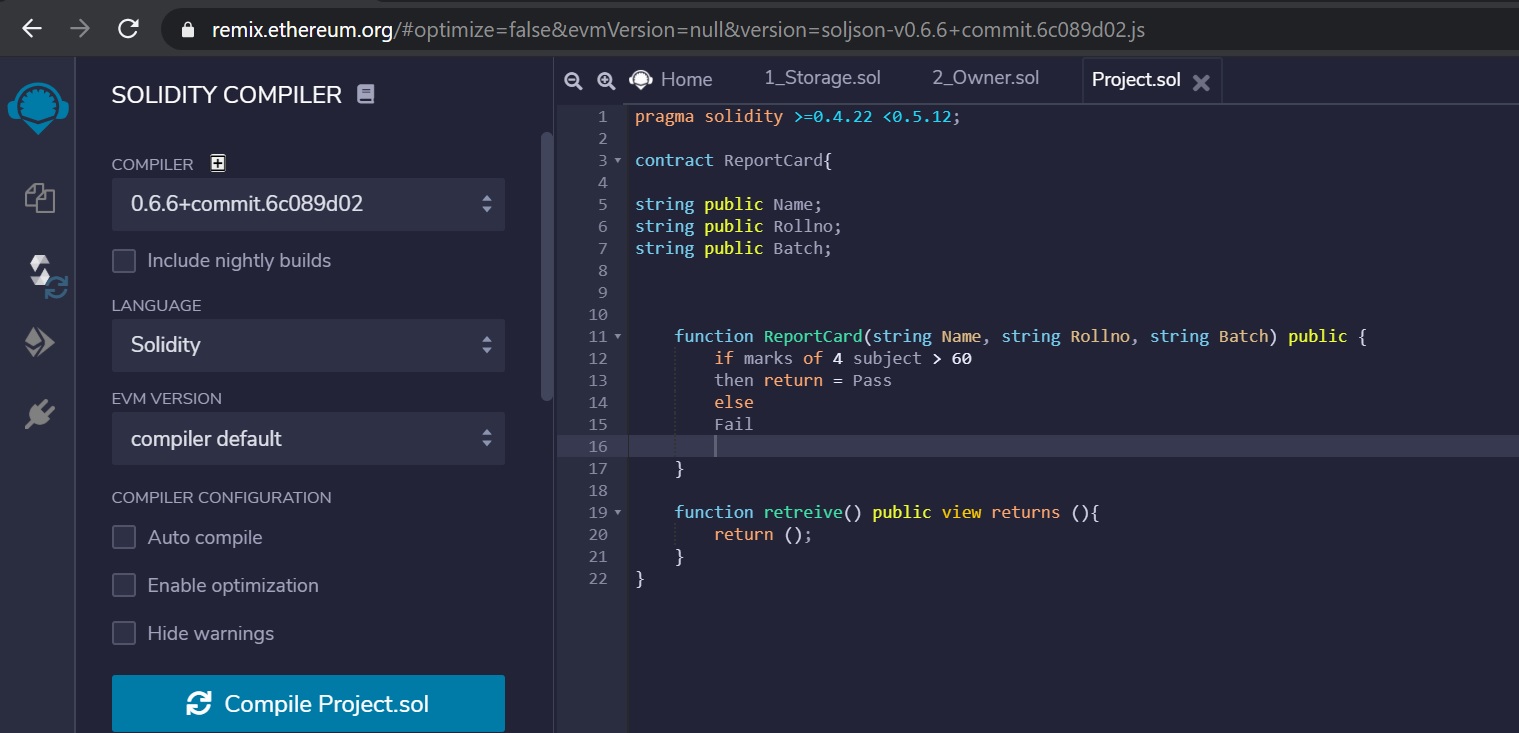 remix.ethereum.org/#optimize=false&evmVersion=null&version=soljson-v0.6.6+commit.6c089d02.js
SOLIDITY COMPILER
COMPILER
0.6.6+commit.6c089d02
Include nightly builds
LANGUAGE
Solidity
EVM VERSION
compiler default
COMPILER CONFIGURATION
Auto compile
Enable optimization
Hide warnings
Compile Project.sol
Home 1_Storage.sol 2_Owner.sol Project.sol
1 pragma solidity >=0.4.22 <0.5.12;
2
3 contract ReportCard{
4
5 string public Name;
6 string public Rollno;
7 string public Batch;
8
9
10
11 function ReportCard(string Name, string Rollno, string Batch) public {
12 if marks of 4 subject > 60
13 then return = Pass
14 else
15 Fail
16
17 }
18
19 function retreive() public view returns (){
20 return ();
21 }
22 }